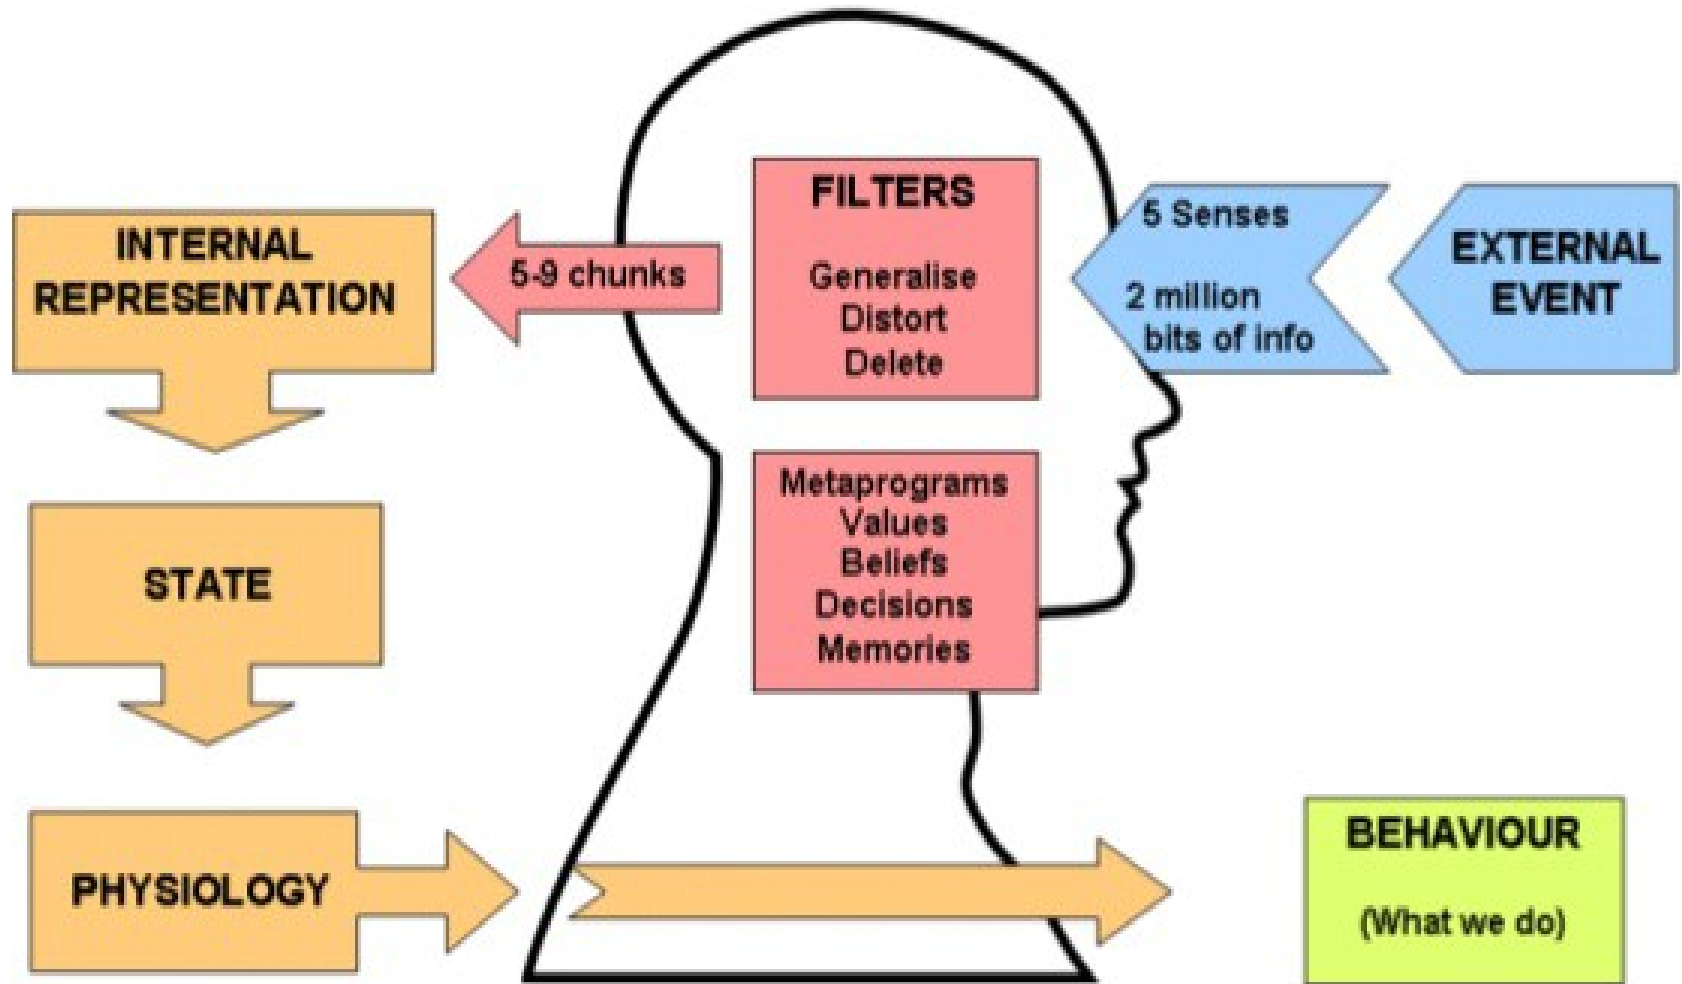 FILTERS
Generalise
Distort
Delete
5 Senses
2 million
bits of info
EXTERNAL
EVENT
INTERNAL
REPRESENTATION
5-9 chunks
Metaprograms
Values
Beliefs
Decisions
Memories
STATE
PHYSIOLOGY
BEHAVIOUR
(What we do)